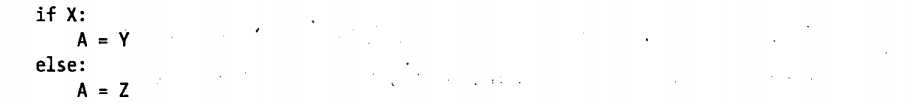 if X:
    A = Y
else:
    A = Z